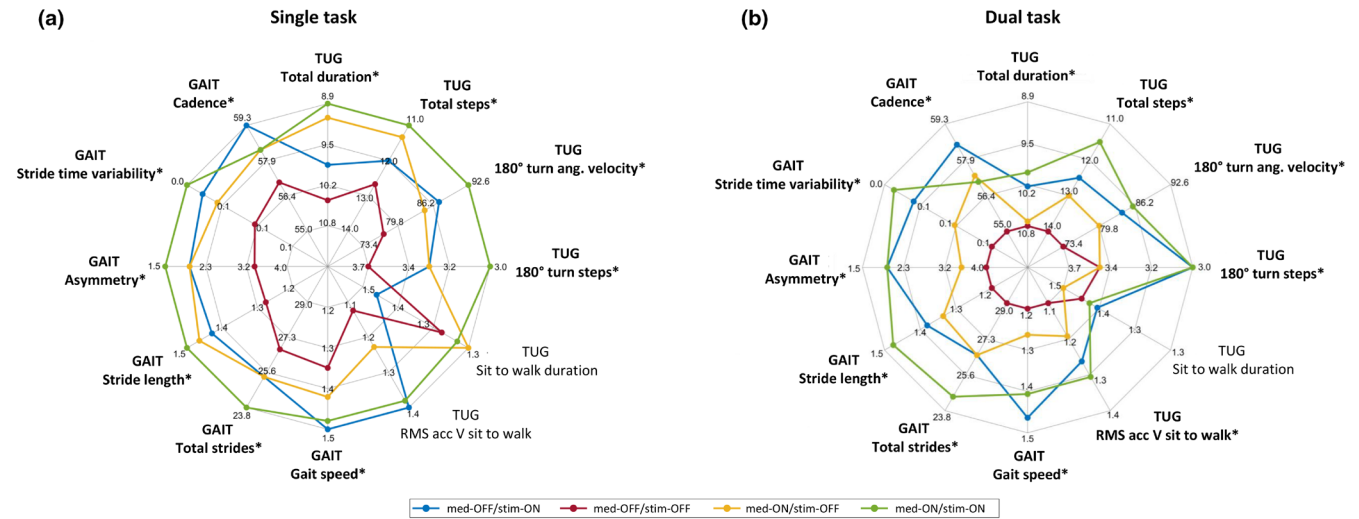 (a)
Single task
TUG
Total duration*
TUG
Total steps*
TUG
180° turn ang. velocity*
TUG
180° turn steps*
TUG
Sit to walk duration
TUG
RMS acc V sit to walk
GAIT
Gait speed*
GAIT
Total strides*
GAIT
Stride length*
GAIT
Asymmetry*
GAIT
Stride time variability*
GAIT
Cadence*
8.9
9.5
10.2
10.8
11.0
12.0
13.0
14.0
92.6
86.2
79.8
73.4
3.0
3.2
3.4
3.7
1.3
1.3
1.4
1.5
1.4
1.3
1.2
1.1
1.5
1.4
1.3
1.2
23.8
25.6
27.3
29.0
1.5
1.4
1.3
1.2
1.5
2.3
3.2
4.0
0.0
0.1
0.1
0.1
59.3
57.9
56.4
55.0
(b)
Dual task
TUG
Total duration*
TUG
Total steps*
TUG
180° turn ang. velocity*
TUG
180° turn steps*
TUG
Sit to walk duration
TUG
RMS acc V sit to walk*
GAIT
Gait speed*
GAIT
Total strides*
GAIT
Stride length*
GAIT
Asymmetry*
GAIT
Stride time variability*
GAIT
Cadence*
8.9
9.5
10.2
10.8
11.0
12.0
13.0
14.0
92.6
86.2
79.8
73.4
3.0
3.2
3.4
3.7
1.3
1.3
1.4
1.5
1.4
1.3
1.2
1.1
1.5
1.4
1.3
1.2
23.8
25.6
27.3
29.0
1.5
1.4
1.3
1.2
1.5
2.3
3.2
4.0
0.0
0.1
0.1
0.1
59.3
57.9
56.4
55.0
med-OFF/stim-ON
med-OFF/stim-OFF
med-ON/stim-OFF
med-ON/stim-ON